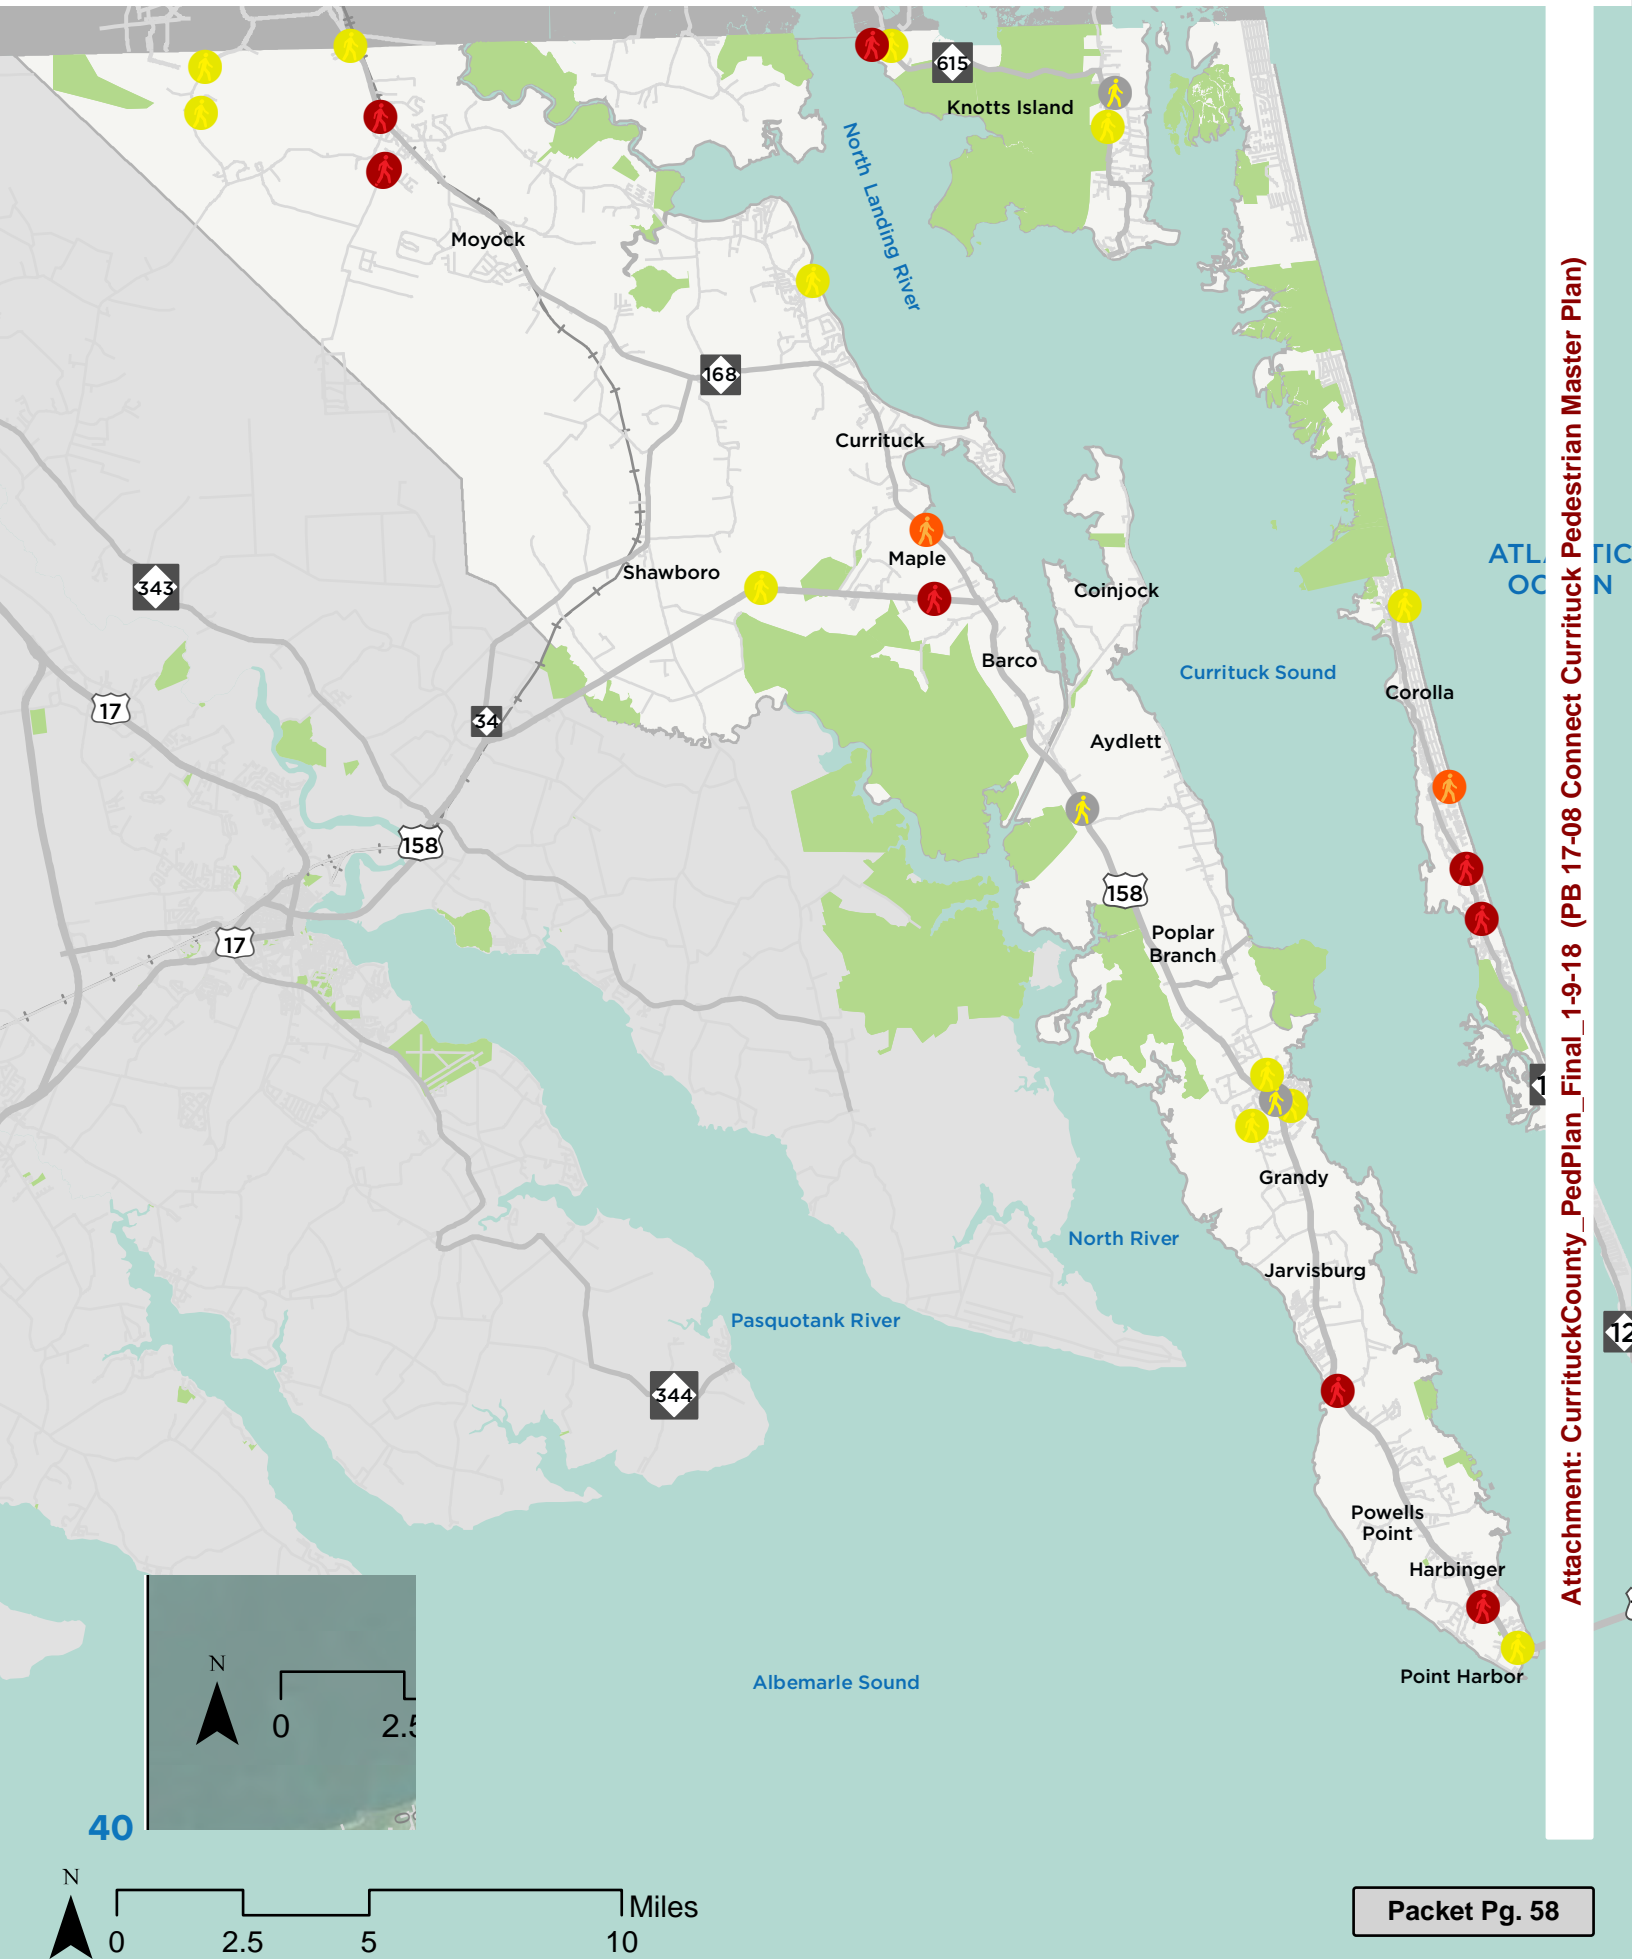 615
Knotts Island
North Landing River
Moyock
168
Currituck
Maple
Shawboro
Coinjock
343
Barco
Currituck Sound
Corolla
17
34
Aydlett
158
158
Poplar
Branch
17
Grandy
North River
Jarvisburg
Pasquotank River
12
344
Powells
Point
Harbinger
Point Harbor
Albemarle Sound
Attachment: CurrituckCounty_PedPlan_Final_1-9-18 (PB 17-08 Connect Currituck Pedestrian Master Plan)
N
0
40
N
Miles
0 2.5 5 10
Packet Pg. 58